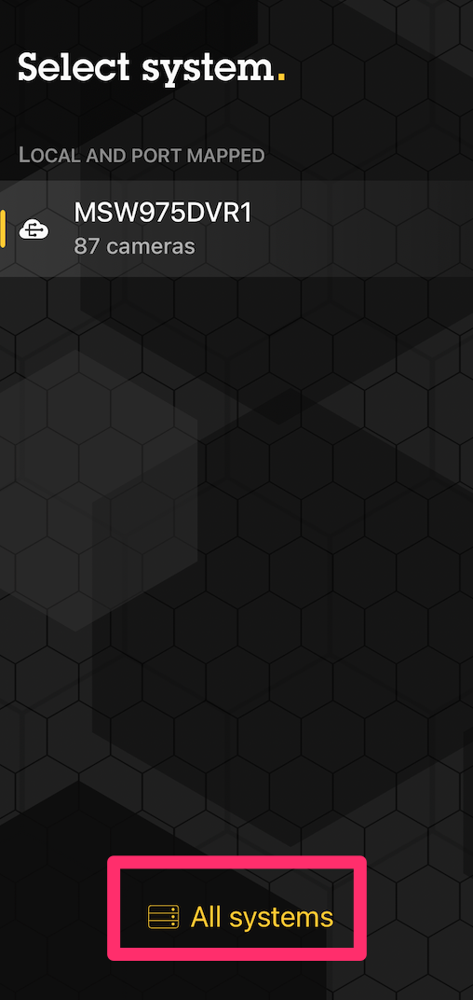 Select system.
LOCAL AND PORT MAPPED
MSW975DVR1
87 cameras
All systems